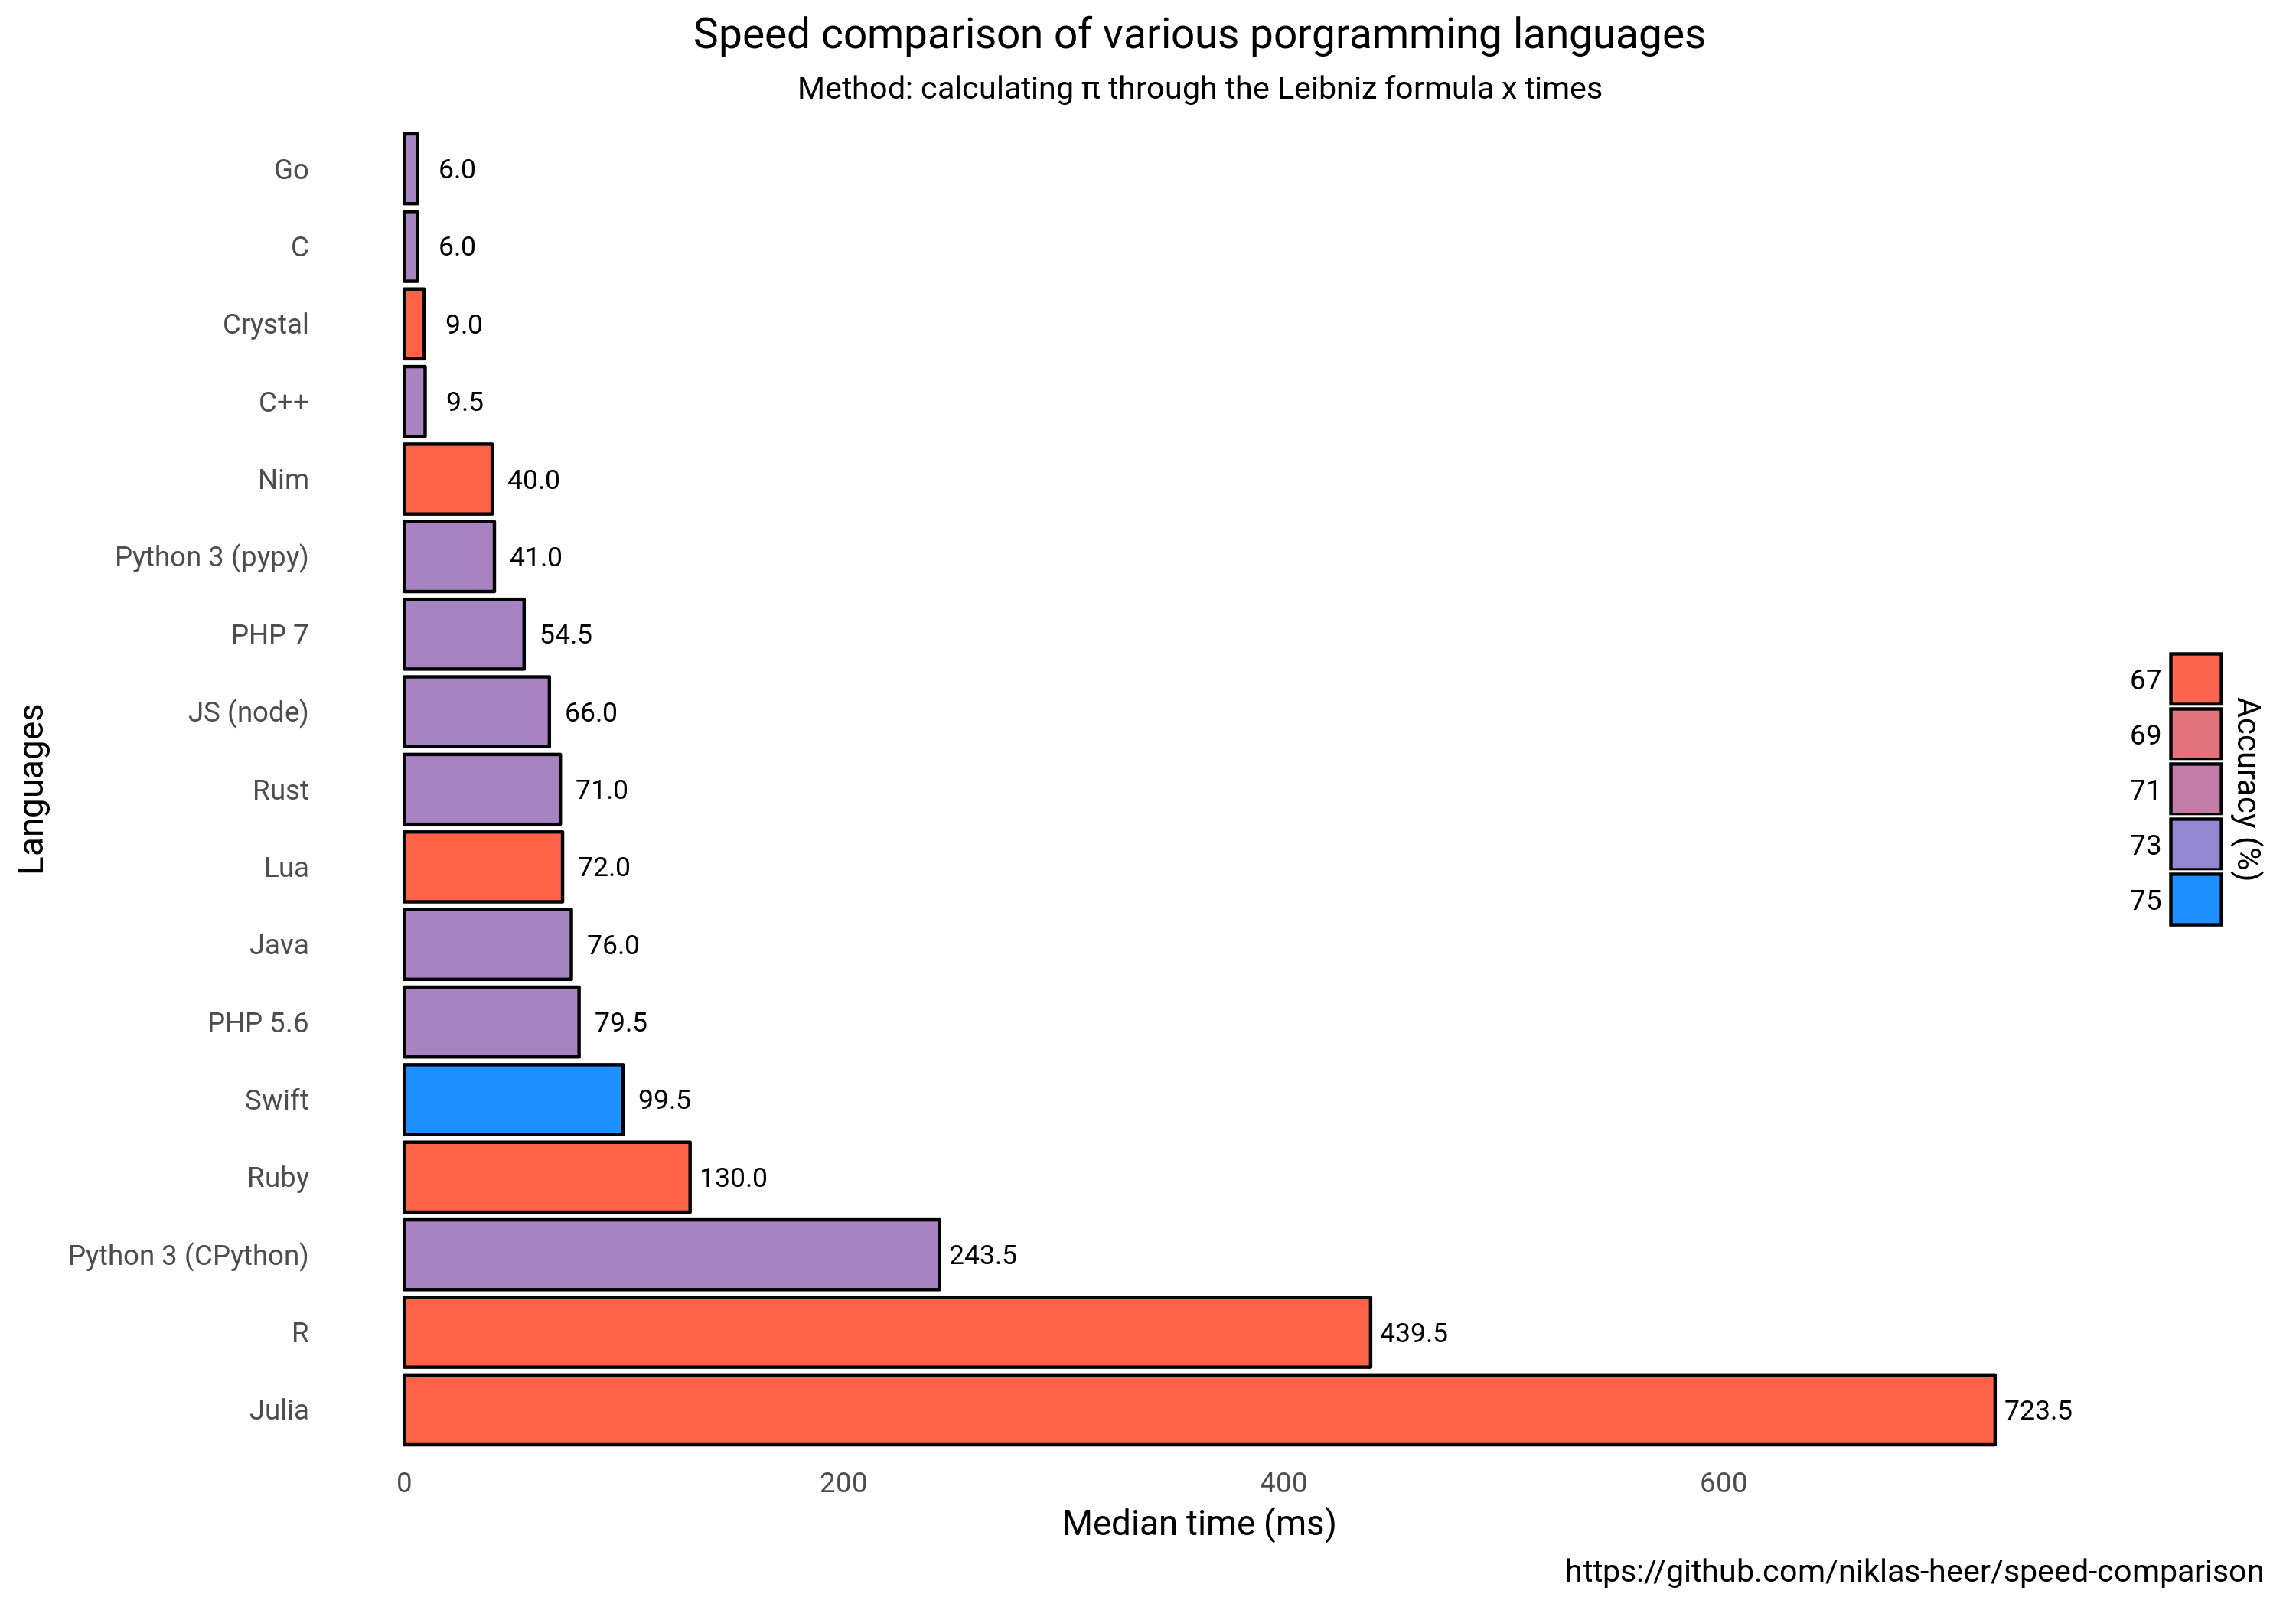 Speed comparison of various porgramming languages
Method: calculating π through the Leibniz formula x times
Languages
Go 6.0
C 6.0
Crystal 9.0
C++ 9.5
Nim 40.0
Python 3 (pypy) 41.0
PHP 7 54.5
JS (node) 66.0
Rust 71.0
Lua 72.0
Java 76.0
PHP 5.6 79.5
Swift 99.5
Ruby 130.0
Python 3 (CPython) 243.5
R 439.5
Julia 723.5
0 200 400 600
Median time (ms)
67
69
71
73
75
Accuracy (%)
https://github.com/niklas-heer/speed-comparison